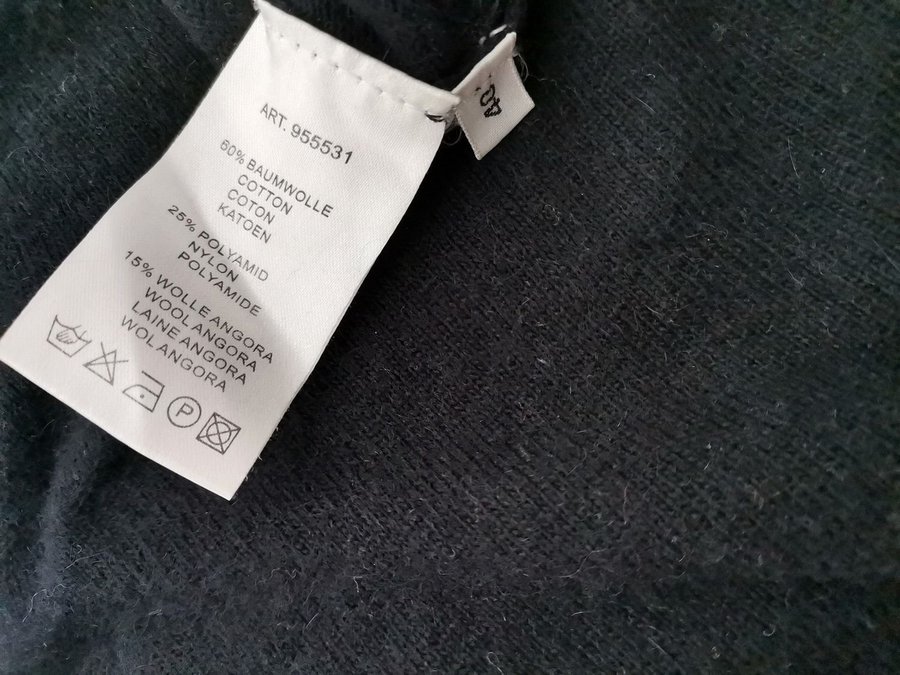 ART. 955531
60% BAUMWOLLE
COTTON
COTON
KATOEN
25% POLYAMID
NYLON
POLYAMIDE
15% WOLLE ANGORA
WOOL ANGORA
LAINE ANGORA
WOL ANGORA
P
40